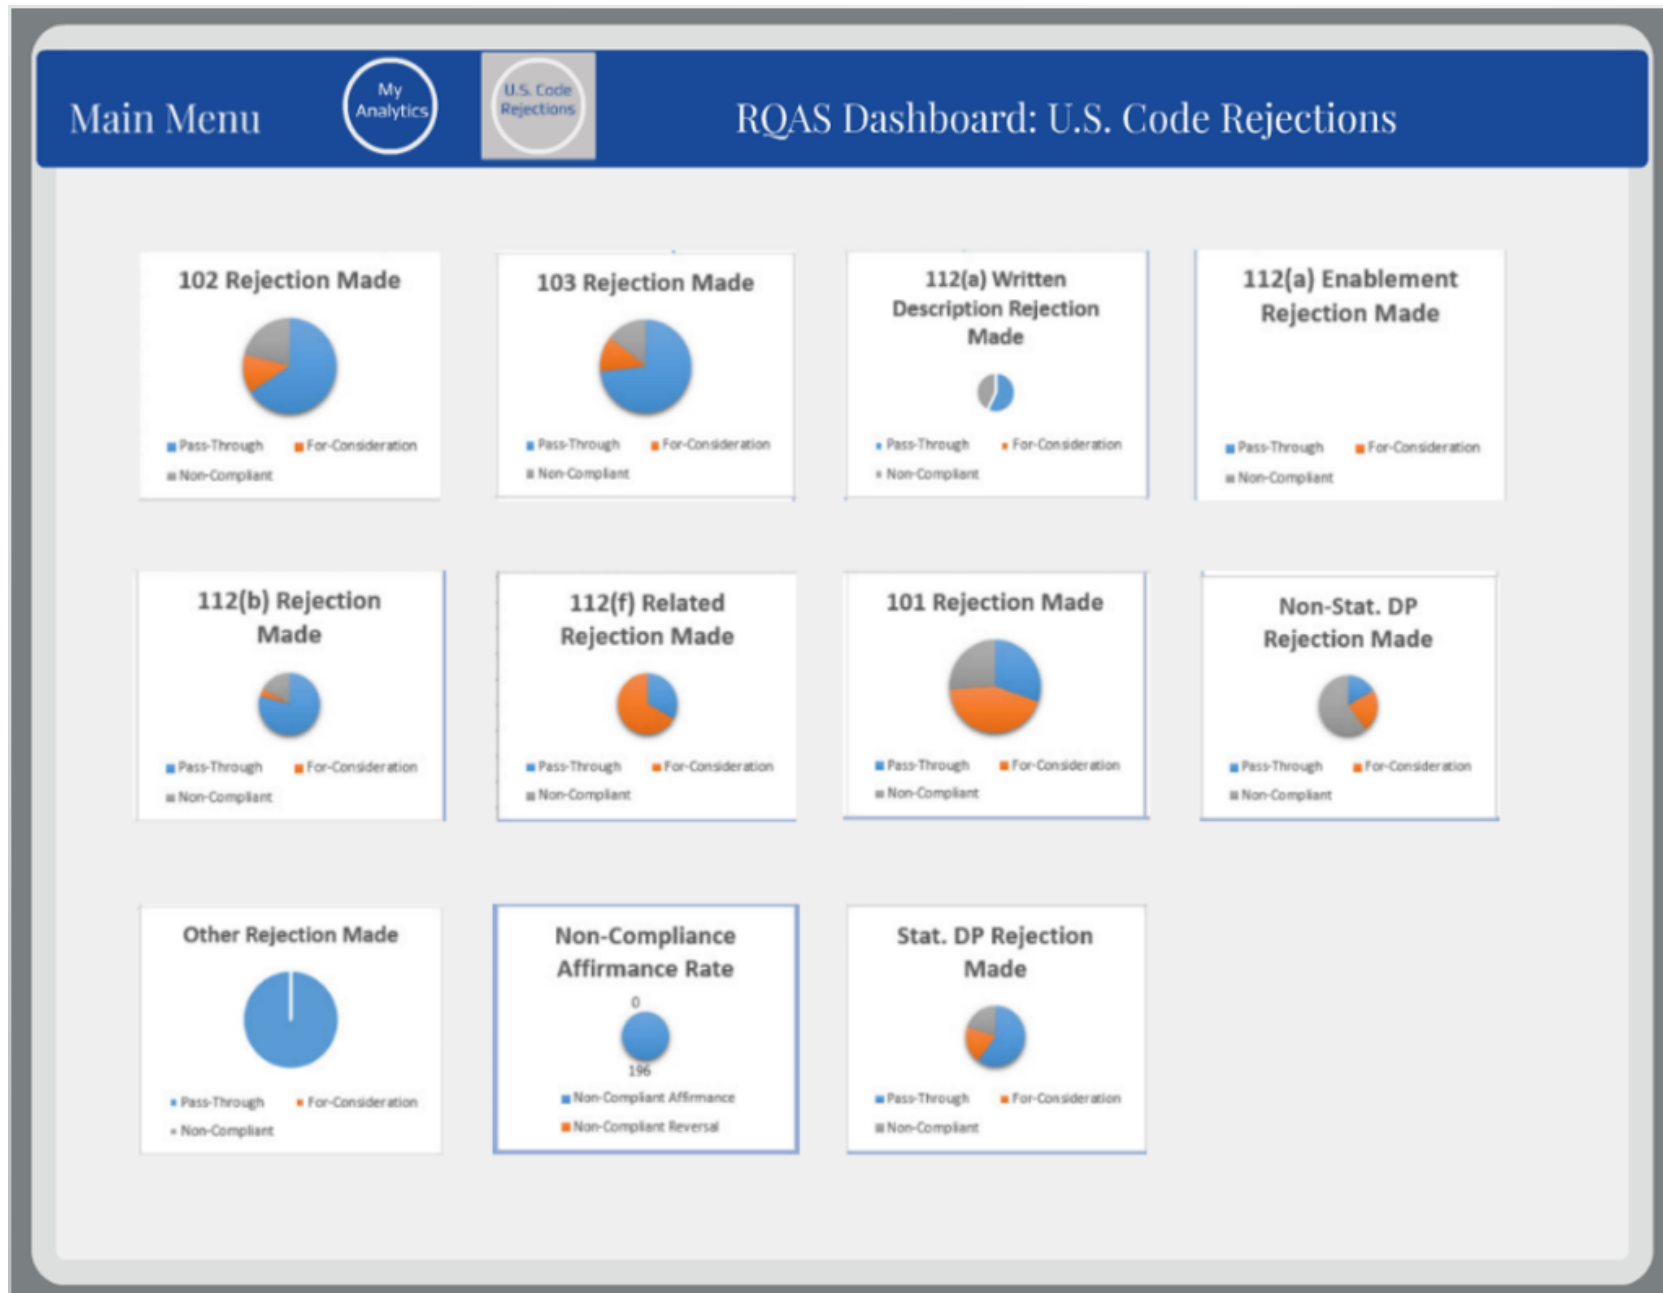 Main Menu
My
Analytics
U.S. Code
Rejections
RQAS Dashboard: U.S. Code Rejections
102 Rejection Made
Pass-Through For-Consideration
Non-Compliant
103 Rejection Made
Pass-Through For-Consideration
Non-Compliant
112(a) Written
Description Rejection
Made
Pass-Through For-Consideration
Non-Compliant
112(a) Enablement
Rejection Made
Pass-Through For-Consideration
Non-Compliant
112(b) Rejection
Made
Pass-Through For-Consideration
Non-Compliant
112(f) Related
Rejection Made
Pass-Through For-Consideration
Non-Compliant
101 Rejection Made
Pass-Through For-Consideration
Non-Compliant
Non-Stat. DP
Rejection Made
Pass-Through For-Consideration
Non-Compliant
Other Rejection Made
Pass-Through For-Consideration
Non-Compliant
Non-Compliance
Affirmance Rate
0
196
Non-Compliant Affirmance
Non-Compliant Reversal
Stat. DP Rejection
Made
Pass-Through For-Consideration
Non-Compliant